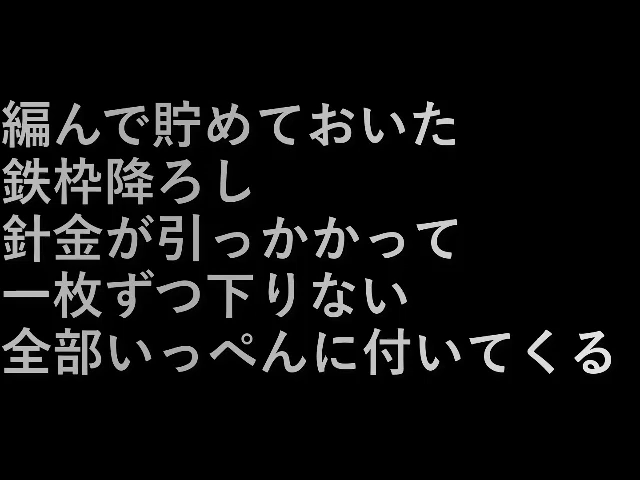 編んで貯めておいた
鉄枠降ろし
針金が引っかかって
一枚ずつ下りない
全部いっぺんに付いてくる